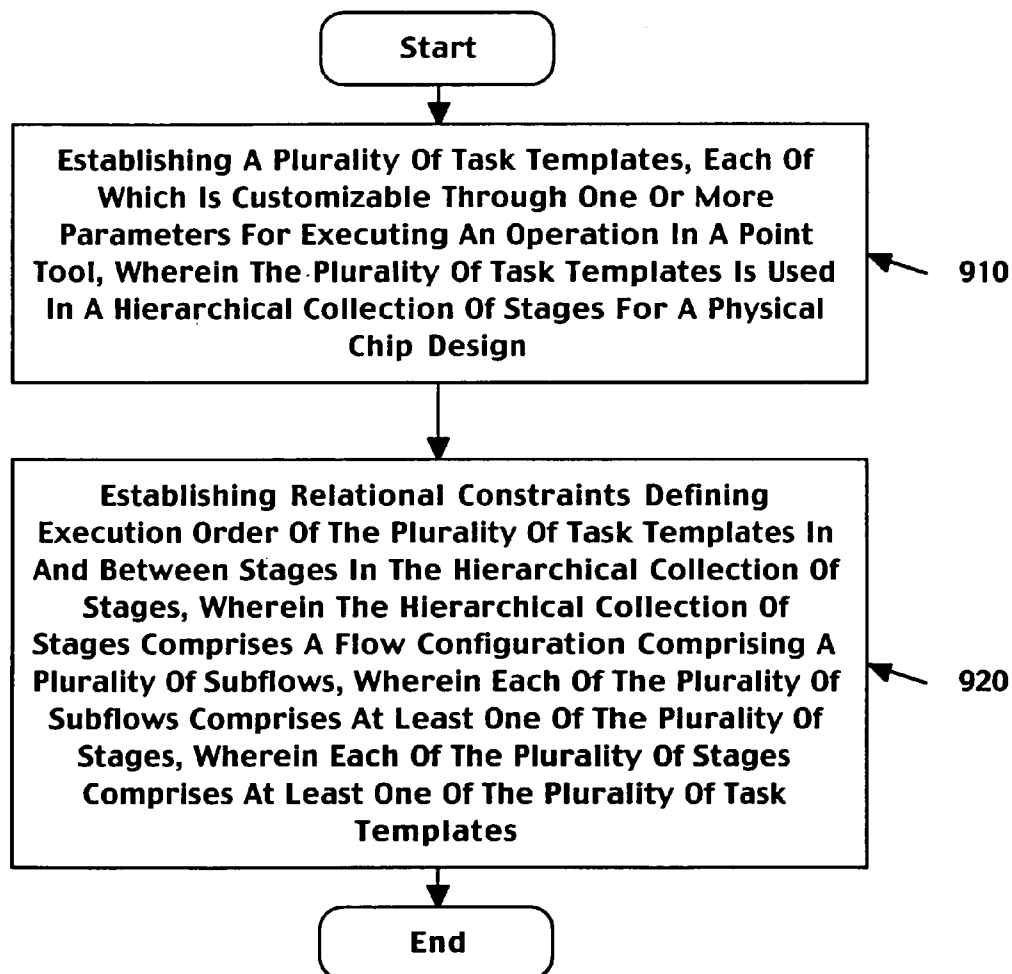 Start
Establishing A Plurality Of Task Templates, Each Of
Which Is Customizable Through One Or More
Parameters For Executing An Operation In A Point
Tool, Wherein The Plurality Of Task Templates Is Used
In A Hierarchical Collection Of Stages For A Physical
Chip Design
910
Establishing Relational Constraints Defining
Execution Order Of The Plurality Of Task Templates In
And Between Stages In The Hierarchical Collection Of
Stages, Wherein The Hierarchical Collection Of
Stages Comprises A Flow Configuration Comprising A
Plurality Of Subflows, Wherein Each Of The Plurality Of
Subflows Comprises At Least One Of The Plurality Of
Stages, Wherein Each Of The Plurality Of Stages
Comprises At Least One Of The Plurality Of Task
Templates
920
End